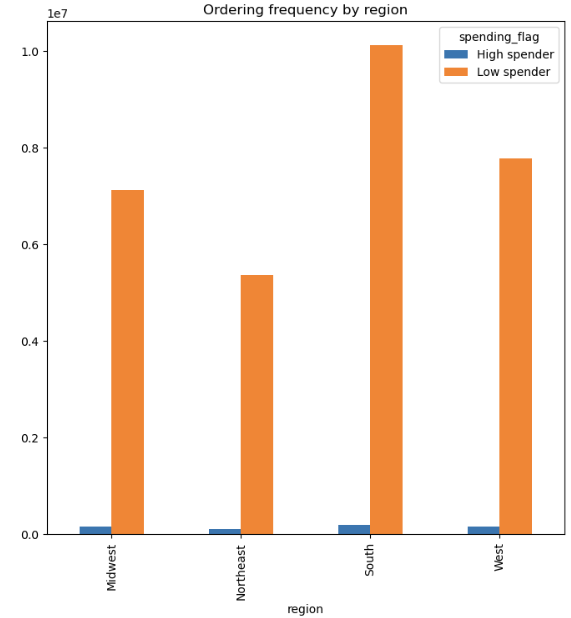 Ordering frequency by region
1e7
spending_flag
High spender
Low spender
1.0
0.8
0.6
0.4
0.2
0.0
Midwest
Northeast
South
West
region